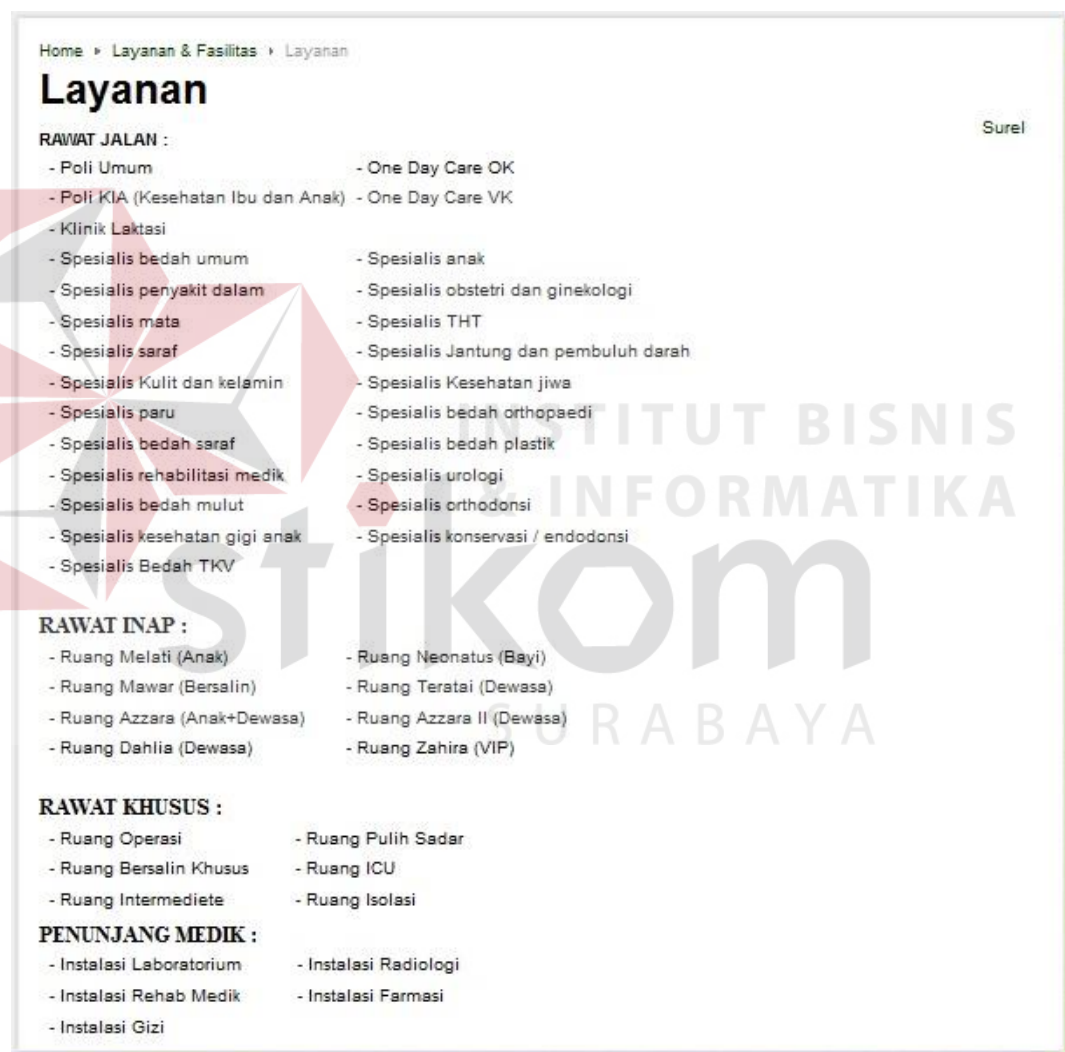 Home ▸ Layanan & Fasilitas ▸ Layanan
Layanan
Surel
RAWAT JALAN :
- Poli Umum - One Day Care OK
- Poli KIA (Kesehatan Ibu dan Anak) - One Day Care VK
- Klinik Laktasi
- Spesialis bedah umum - Spesialis anak
- Spesialis penyakit dalam - Spesialis obstetri dan ginekologi
- Spesialis mata - Spesialis THT
- Spesialis saraf - Spesialis Jantung dan pembuluh darah
- Spesialis Kulit dan kelamin - Spesialis Kesehatan jiwa
- Spesialis paru - Spesialis bedah orthopaedi
- Spesialis bedah saraf - Spesialis bedah plastik
- Spesialis rehabilitasi medik - Spesialis urologi
- Spesialis bedah mulut - Spesialis orthodonsi
- Spesialis kesehatan gigi anak - Spesialis konservasi / endodonsi
- Spesialis Bedah TKV
RAWAT INAP :
- Ruang Melati (Anak) - Ruang Neonatus (Bayi)
- Ruang Mawar (Bersalin) - Ruang Teratai (Dewasa)
- Ruang Azzara (Anak+Dewasa) - Ruang Azzara II (Dewasa)
- Ruang Dahlia (Dewasa) - Ruang Zahira (VIP)
RAWAT KHUSUS :
- Ruang Operasi - Ruang Pulih Sadar
- Ruang Bersalin Khusus - Ruang ICU
- Ruang Intermediete - Ruang Isolasi
PENUNJANG MEDIK :
- Instalasi Laboratorium - Instalasi Radiologi
- Instalasi Rehab Medik - Instalasi Farmasi
- Instalasi Gizi
INSTITUT BISNIS
& INFORMATIKA
stikom
SURABAYA